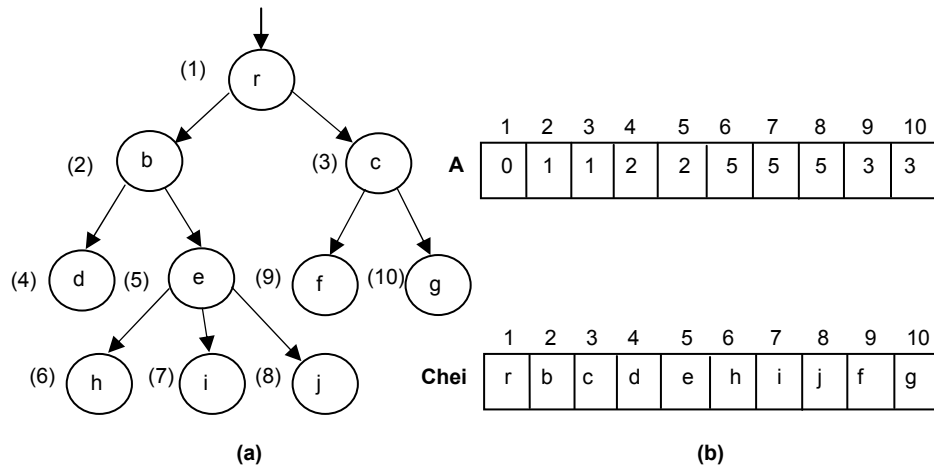 (1) r
1 2 3 4 5 6 7 8 9 10
(2) b (3) c
A 0 1 1 2 2 5 5 5 3 3
(4) d (5) e (9) f (10) g
1 2 3 4 5 6 7 8 9 10
(6) h (7) i (8) j
Chei r b c d e h i j f g
(a) (b)